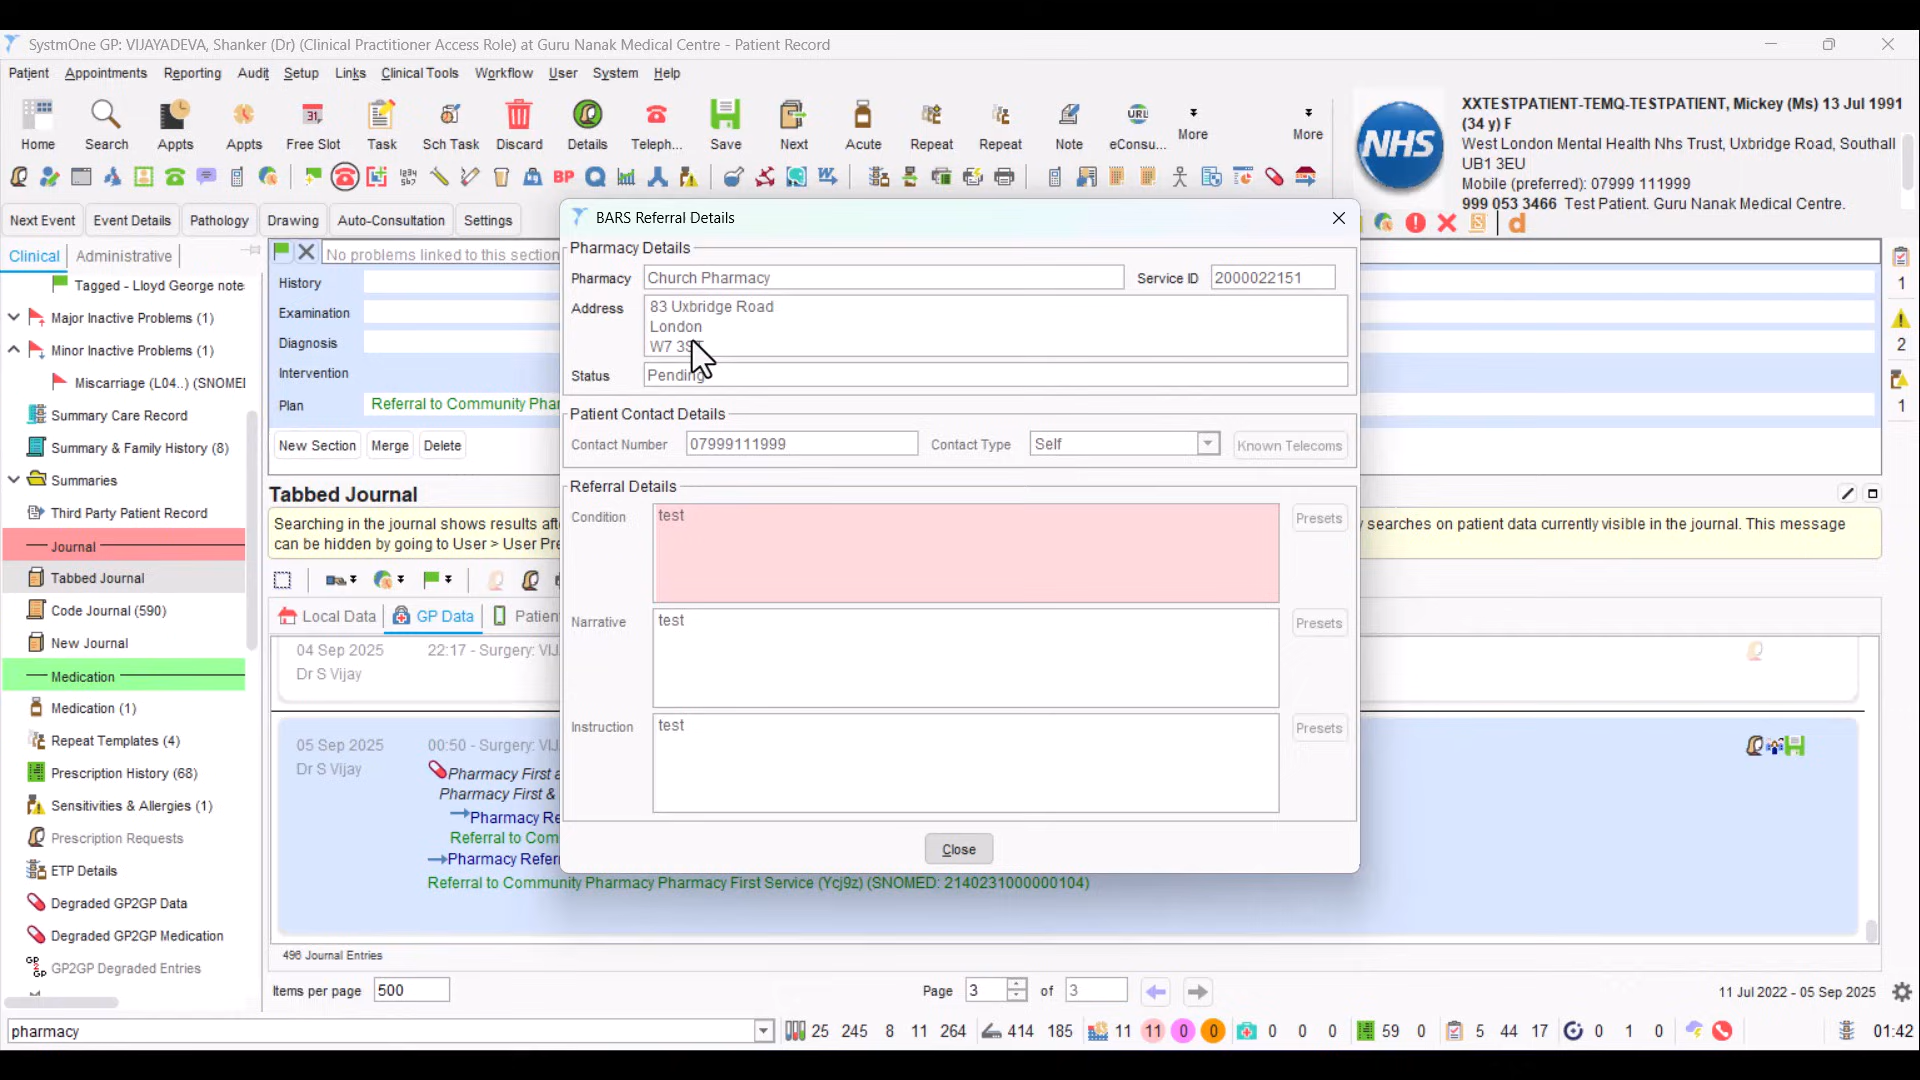 SystmOne GP: VIJAYADEVA, Shanker (Dr) (Clinical Practitioner Access Role) at Guru Nanak Medical Centre - Patient Record
Patient Appointments Reporting Audit Setup Links Clinical Tools Workflow User System Help
Home Search Appts Appts Free Slot Task Sch Task Discard Details Teleph... Save Next Acute Repeat Repeat Note eConsu... More More
NHS
XXTESTPATIENT-TEMQ-TESTPATIENT, Mickey (Ms) 13 Jul 1991
(34 y) F
West London Mental Health Nhs Trust, Uxbridge Road, Southall
UB1 3EU
Mobile (preferred): 07999 111999
999 053 3466 Test Patient. Guru Nanak Medical Centre.
Next Event Event Details Pathology Drawing Auto-Consultation Settings
Clinical Administrative
Tagged - Lloyd George note
Major Inactive Problems (1)
Minor Inactive Problems (1)
Miscarriage (L04..) (SNOMEI
Summary Care Record
Summary & Family History (8)
Summaries
Third Party Patient Record
Journal
Tabbed Journal
Code Journal (590)
New Journal
Medication
Medication (1)
Repeat Templates (4)
Prescription History (68)
Sensitivities & Allergies (1)
Prescription Requests
ETP Details
Degraded GP2GP Data
Degraded GP2GP Medication
GP2GP Degraded Entries
No problems linked to this section
History
Examination
Diagnosis
Intervention
Plan Referral to Community Phar
New Section Merge Delete
Tabbed Journal
Searching in the journal shows results aft
can be hidden by going to User > User Pre
y searches on patient data currently visible in the journal. This message
Local Data GP Data Patien
04 Sep 2025 22:17 - Surgery: VIJ
Dr S Vijay
05 Sep 2025 00:50 - Surgery: VIJ
Dr S Vijay
Pharmacy First a
Pharmacy First &
Pharmacy Re
Referral to Com
Pharmacy Refer
Referral to Community Pharmacy Pharmacy First Service (Ycj9z) (SNOMED: 2140231000000104)
496 Journal Entries
Items per page 500
Page 3 of 3
11 Jul 2022 - 05 Sep 2025
BARS Referral Details
Pharmacy Details
Pharmacy Church Pharmacy Service ID 2000022151
Address 83 Uxbridge Road
London
W7 3S
Status Pending
Patient Contact Details
Contact Number 07999111999 Contact Type Self Known Telecoms
Referral Details
Condition test Presets
Narrative test Presets
Instruction test Presets
Close
1
2
1
pharmacy 25 245 8 11 264 414 185 11 11 0 0 0 0 0 59 0 5 44 17 0 1 0 01:42